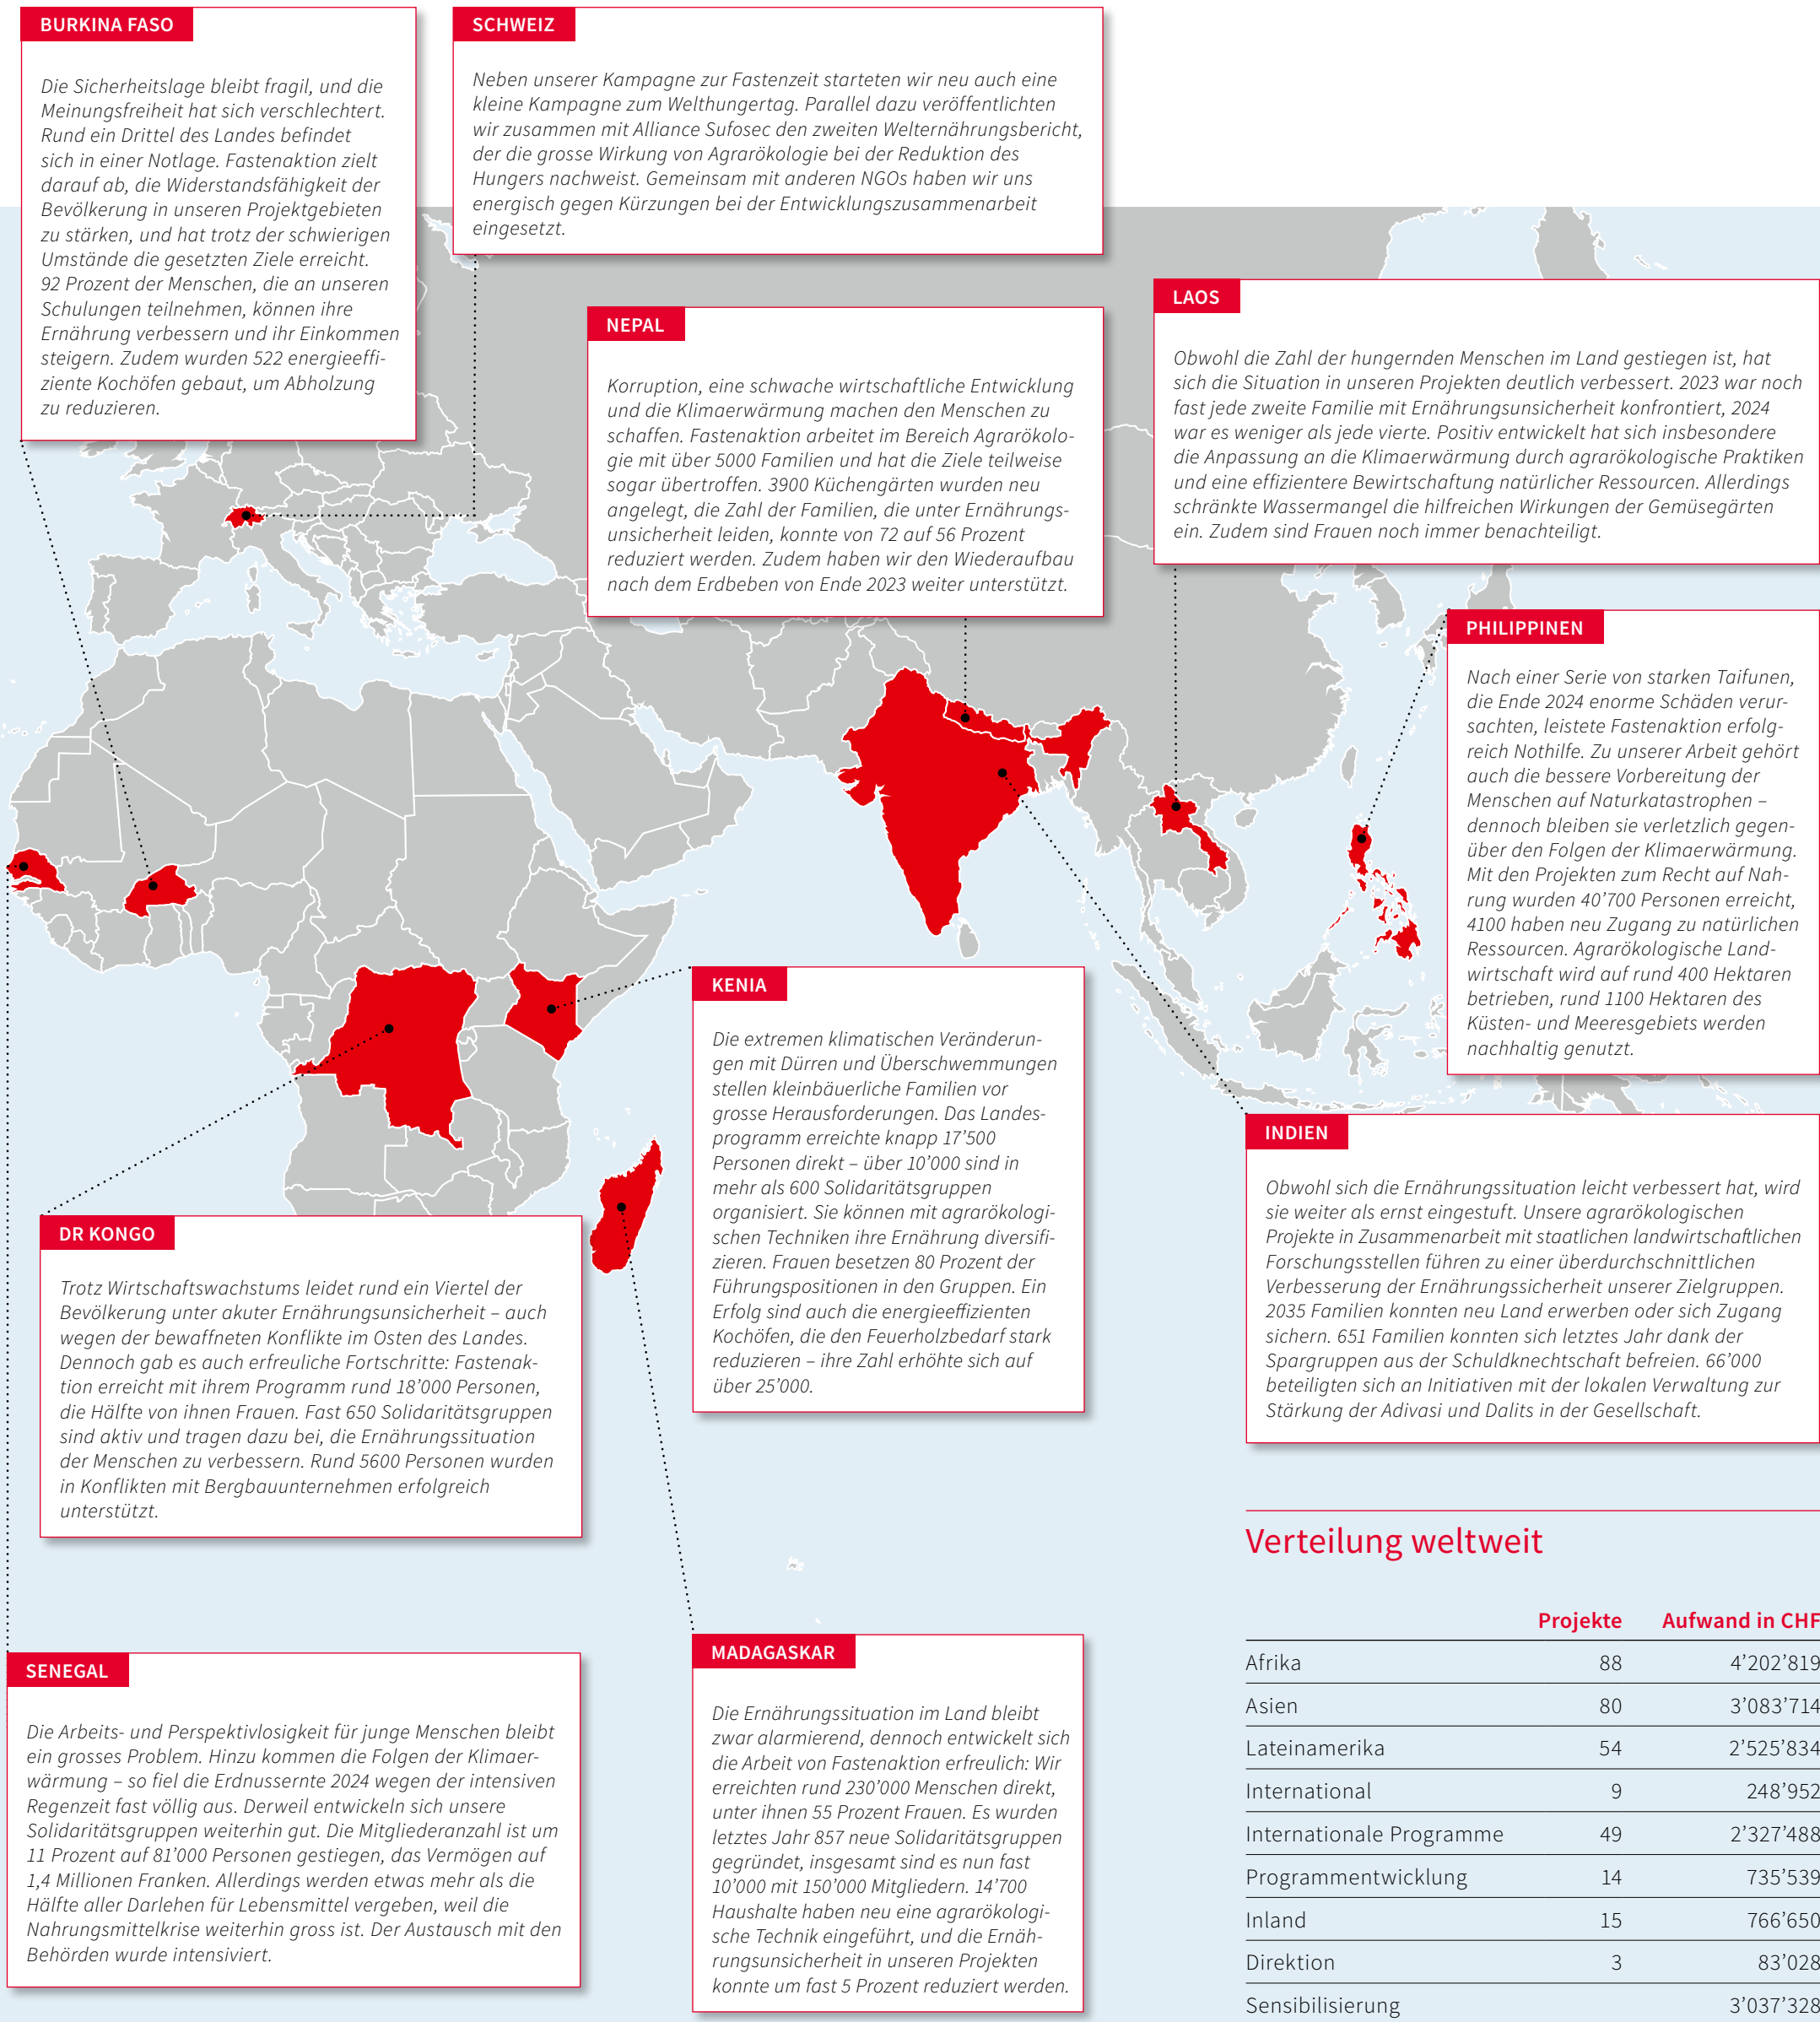 BURKINA FASO
Die Sicherheitslage bleibt fragil, und die
Meinungsfreiheit hat sich verschlechtert.
Rund ein Drittel des Landes befindet
sich in einer Notlage. Fastenaktion zielt
darauf ab, die Widerstandsfähigkeit der
Bevölkerung in unseren Projektgebieten
zu stärken, und hat trotz der schwierigen
Umstände die gesetzten Ziele erreicht.
92 Prozent der Menschen, die an unseren
Schulungen teilnehmen, können ihre
Ernährung verbessern und ihr Einkommen
steigern. Zudem wurden 522 energieeffi-
ziente Kochöfen gebaut, um Abholzung
zu reduzieren.
SCHWEIZ
Neben unserer Kampagne zur Fastenzeit starteten wir neu auch eine
kleine Kampagne zum Welthungertag. Parallel dazu veröffentlichten
wir zusammen mit Alliance Sufosec den zweiten Welternährungsbericht,
der die grosse Wirkung von Agrarökologie bei der Reduktion des
Hungers nachweist. Gemeinsam mit anderen NGOs haben wir uns
energisch gegen Kürzungen bei der Entwicklungszusammenarbeit
eingesetzt.
NEPAL
Korruption, eine schwache wirtschaftliche Entwicklung
und die Klimaerwärmung machen den Menschen zu
schaffen. Fastenaktion arbeitet im Bereich Agrarökolo-
gie mit über 5000 Familien und hat die Ziele teilweise
sogar übertroffen. 3900 Küchengärten wurden neu
angelegt, die Zahl der Familien, die unter Ernährungs-
unsicherheit leiden, konnte von 72 auf 56 Prozent
reduziert werden. Zudem haben wir den Wiederaufbau
nach dem Erdbeben von Ende 2023 weiter unterstützt.
LAOS
Obwohl die Zahl der hungernden Menschen im Land gestiegen ist, hat
sich die Situation in unseren Projekten deutlich verbessert. 2023 war noch
fast jede zweite Familie mit Ernährungsunsicherheit konfrontiert, 2024
war es weniger als jede vierte. Positiv entwickelt hat sich insbesondere
die Anpassung an die Klimaerwärmung durch agrarökologische Praktiken
und eine effizientere Bewirtschaftung natürlicher Ressourcen. Allerdings
schränkte Wassermangel die hilfreichen Wirkungen der Gemüsegärten
ein. Zudem sind Frauen noch immer benachteiligt.
PHILIPPINEN
Nach einer Serie von starken Taifunen,
die Ende 2024 enorme Schäden verur-
sachten, leistete Fastenaktion erfolg-
reich Nothilfe. Zu unserer Arbeit gehört
auch die bessere Vorbereitung der
Menschen auf Naturkatastrophen –
dennoch bleiben sie verletzlich gegen-
über den Folgen der Klimaerwärmung.
Mit den Projekten zum Recht auf Nah-
rung wurden 40’700 Personen erreicht,
4100 haben neu Zugang zu natürlichen
Ressourcen. Agrarökologische Land-
wirtschaft wird auf rund 400 Hektaren
betrieben, rund 1100 Hektaren des
Küsten- und Meeresgebiets werden
nachhaltig genutzt.
KENIA
Die extremen klimatischen Veränderun-
gen mit Dürren und Überschwemmungen
stellen kleinbäuerliche Familien vor
grosse Herausforderungen. Das Landes-
programm erreichte knapp 17’500
Personen direkt – über 10’000 sind in
mehr als 600 Solidaritätsgruppen
organisiert. Sie können mit agrarökologi-
schen Techniken ihre Ernährung diversifi-
zieren. Frauen besetzen 80 Prozent der
Führungspositionen in den Gruppen. Ein
Erfolg sind auch die energieeffizienten
Kochöfen, die den Feuerholzbedarf stark
reduzieren – ihre Zahl erhöhte sich auf
über 25’000.
INDIEN
Obwohl sich die Ernährungssituation leicht verbessert hat, wird
sie weiter als ernst eingestuft. Unsere agrarökologischen
Projekte in Zusammenarbeit mit staatlichen landwirtschaftlichen
Forschungsstellen führen zu einer überdurchschnittlichen
Verbesserung der Ernährungssicherheit unserer Zielgruppen.
2035 Familien konnten neu Land erwerben oder sich Zugang
sichern. 651 Familien konnten sich letztes Jahr dank der
Spargruppen aus der Schuldknechtschaft befreien. 66’000
beteiligten sich an Initiativen mit der lokalen Verwaltung zur
Stärkung der Adivasi und Dalits in der Gesellschaft.
DR KONGO
Trotz Wirtschaftswachstums leidet rund ein Viertel der
Bevölkerung unter akuter Ernährungsunsicherheit – auch
wegen der bewaffneten Konflikte im Osten des Landes.
Dennoch gab es auch erfreuliche Fortschritte: Fastenak-
tion erreicht mit ihrem Programm rund 18’000 Personen,
die Hälfte von ihnen Frauen. Fast 650 Solidaritätsgruppen
sind aktiv und tragen dazu bei, die Ernährungssituation
der Menschen zu verbessern. Rund 5600 Personen wurden
in Konflikten mit Bergbauunternehmen erfolgreich
unterstützt.
SENEGAL
Die Arbeits- und Perspektivlosigkeit für junge Menschen bleibt
ein grosses Problem. Hinzu kommen die Folgen der Klimaer-
wärmung – so fiel die Erdnussernte 2024 wegen der intensiven
Regenzeit fast völlig aus. Derweil entwickeln sich unsere
Solidaritätsgruppen weiterhin gut. Die Mitgliederanzahl ist um
11 Prozent auf 81’000 Personen gestiegen, das Vermögen auf
1,4 Millionen Franken. Allerdings werden etwas mehr als die
Hälfte aller Darlehen für Lebensmittel vergeben, weil die
Nahrungsmittelkrise weiterhin gross ist. Der Austausch mit den
Behörden wurde intensiviert.
MADAGASKAR
Die Ernährungssituation im Land bleibt
zwar alarmierend, dennoch entwickelt sich
die Arbeit von Fastenaktion erfreulich: Wir
erreichten rund 230’000 Menschen direkt,
unter ihnen 55 Prozent Frauen. Es wurden
letztes Jahr 857 neue Solidaritätsgruppen
gegründet, insgesamt sind es nun fast
10’000 mit 150’000 Mitgliedern. 14’700
Haushalte haben neu eine agrarökologi-
sche Technik eingeführt, und die Ernäh-
rungsunsicherheit in unseren Projekten
konnte um fast 5 Prozent reduziert werden.
Verteilung weltweit
Projekte Aufwand in CHF
Afrika 88 4’202’819
Asien 80 3’083’714
Lateinamerika 54 2’525’834
International 9 248’952
Internationale Programme 49 2’327’488
Programmentwicklung 14 735’539
Inland 15 766’650
Direktion 3 83’028
Sensibilisierung 3’037’328